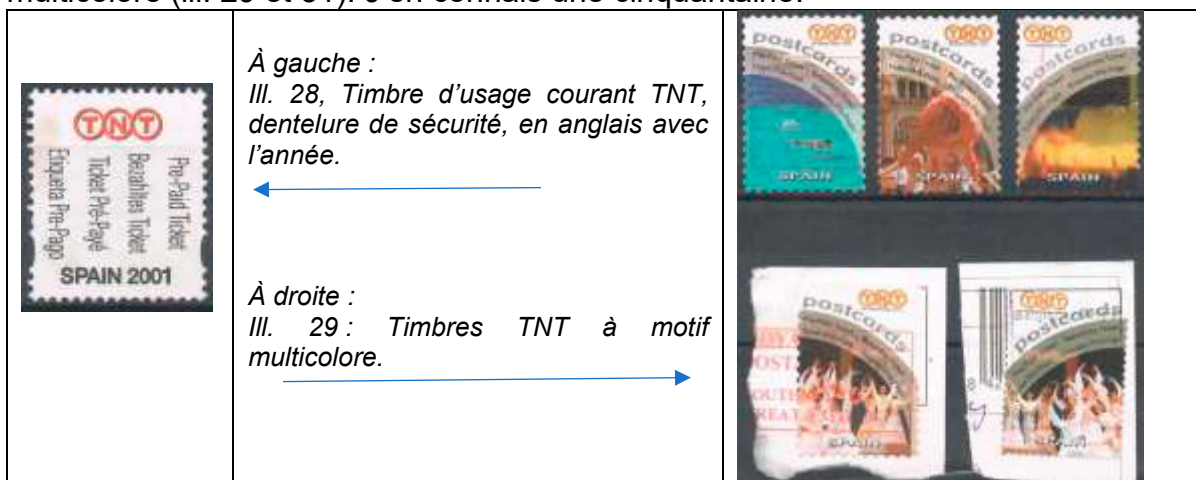 multicolore (ill. 29 et 31). J'en connais une cinquantaine.
TNT
Pre-Paid Ticket
Bezahltes Ticket
Ticket Pré-Payé
Etiqueta Pre-Pago
SPAIN 2001
À gauche :
Ill. 28, Timbre d'usage courant TNT,
dentelure de sécurité, en anglais avec
l'année.
À droite :
Ill. 29 : Timbres TNT à motif
multicolore.
TNT
postcards
SPAIN
TNT
postcards
SPAIN
TNT
postcards
SPAIN
TNT
postcards
SPAIN
TNT
postcards
SPAIN